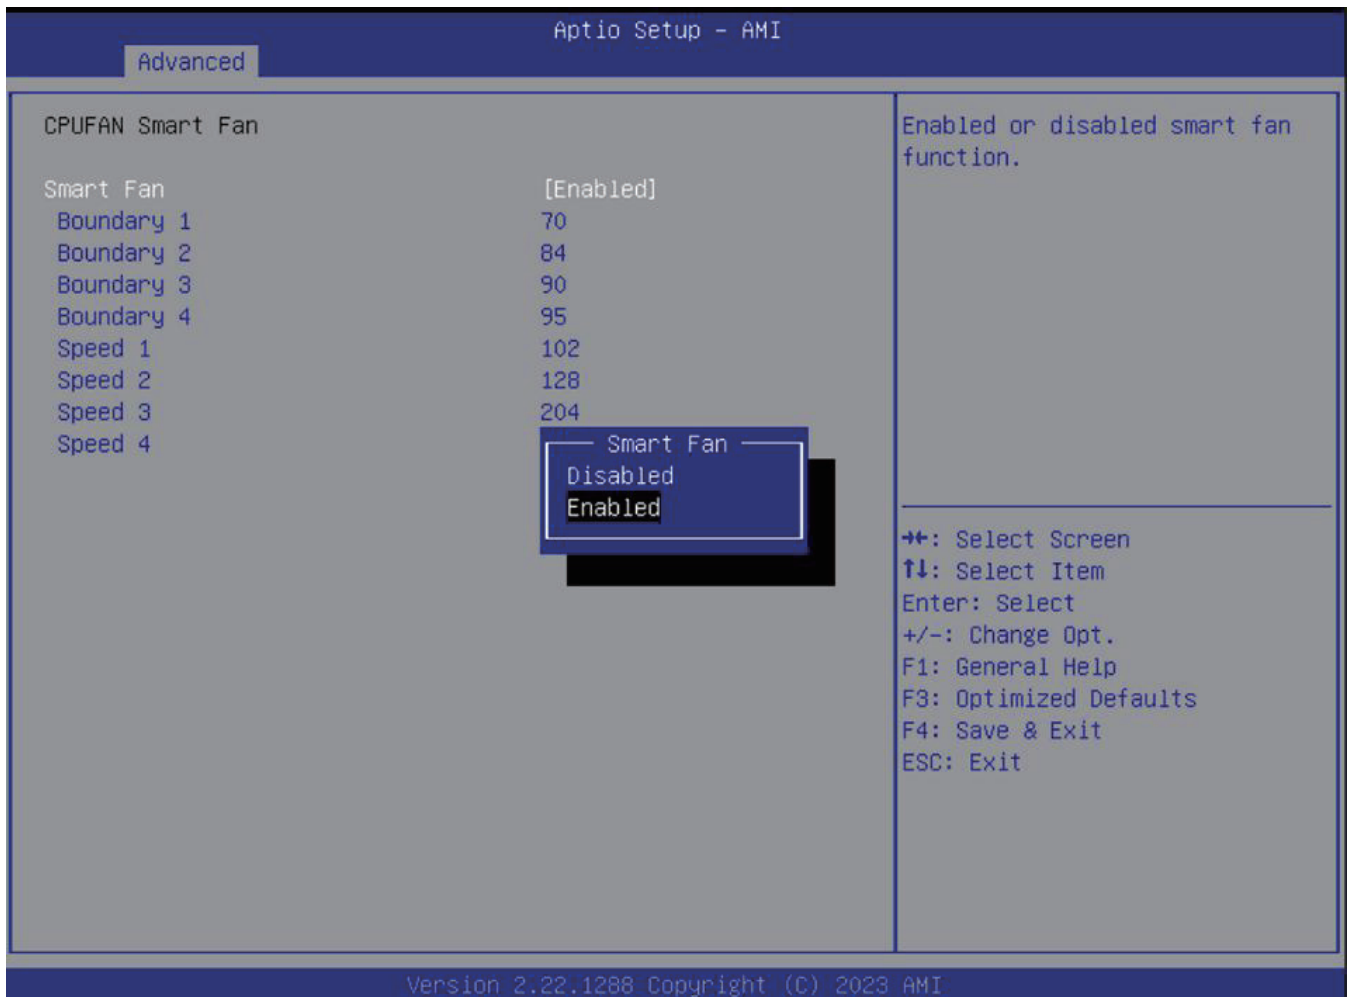 Aptio Setup – AMI
Advanced
CPUFAN Smart Fan
Smart Fan [Enabled]
Boundary 1 70
Boundary 2 84
Boundary 3 90
Boundary 4 95
Speed 1 102
Speed 2 128
Speed 3 204
Speed 4
Smart Fan
Disabled
Enabled
Enabled or disabled smart fan
function.
→←: Select Screen
↑↓: Select Item
Enter: Select
+/-: Change Opt.
F1: General Help
F3: Optimized Defaults
F4: Save & Exit
ESC: Exit
Version 2.22.1288 Copyright (C) 2023 AMI